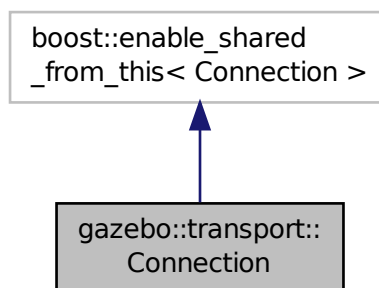 boost::enable_shared
_from_this< Connection >
gazebo::transport::
Connection